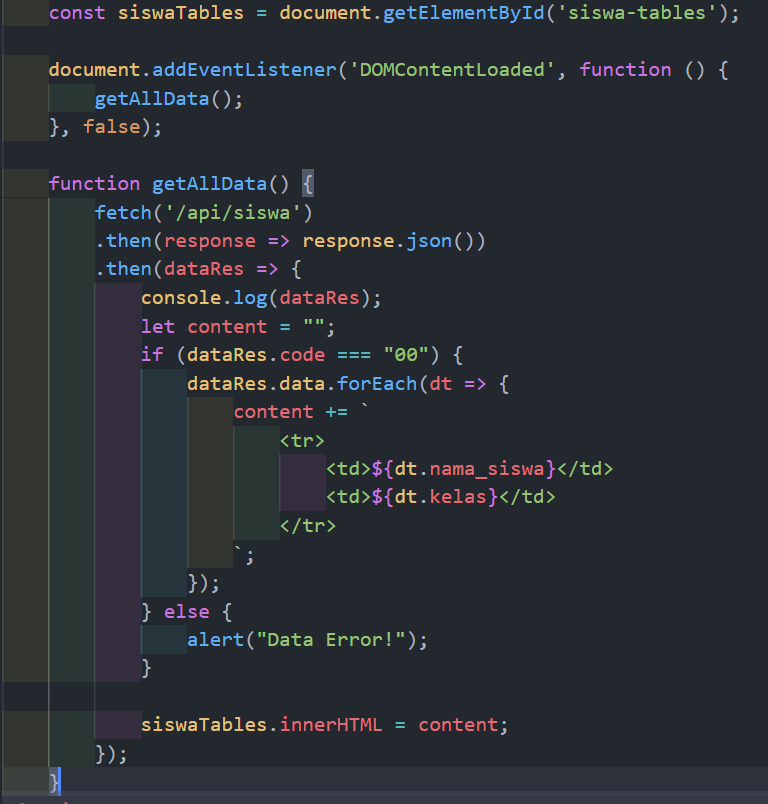 const siswaTables = document.getElementById('siswa-tables');
document.addEventListener('DOMContentLoaded', function () {
getAllData();
}, false);
function getAllData() {
fetch('/api/siswa')
.then(response => response.json())
.then(dataRes => {
console.log(dataRes);
let content = "";
if (dataRes.code === "00") {
dataRes.data.forEach(dt => {
content += `
<tr>
<td>${dt.nama_siswa}</td>
<td>${dt.kelas}</td>
</tr>
`;
});
} else {
alert("Data Error!");
}
siswaTables.innerHTML = content;
});
}